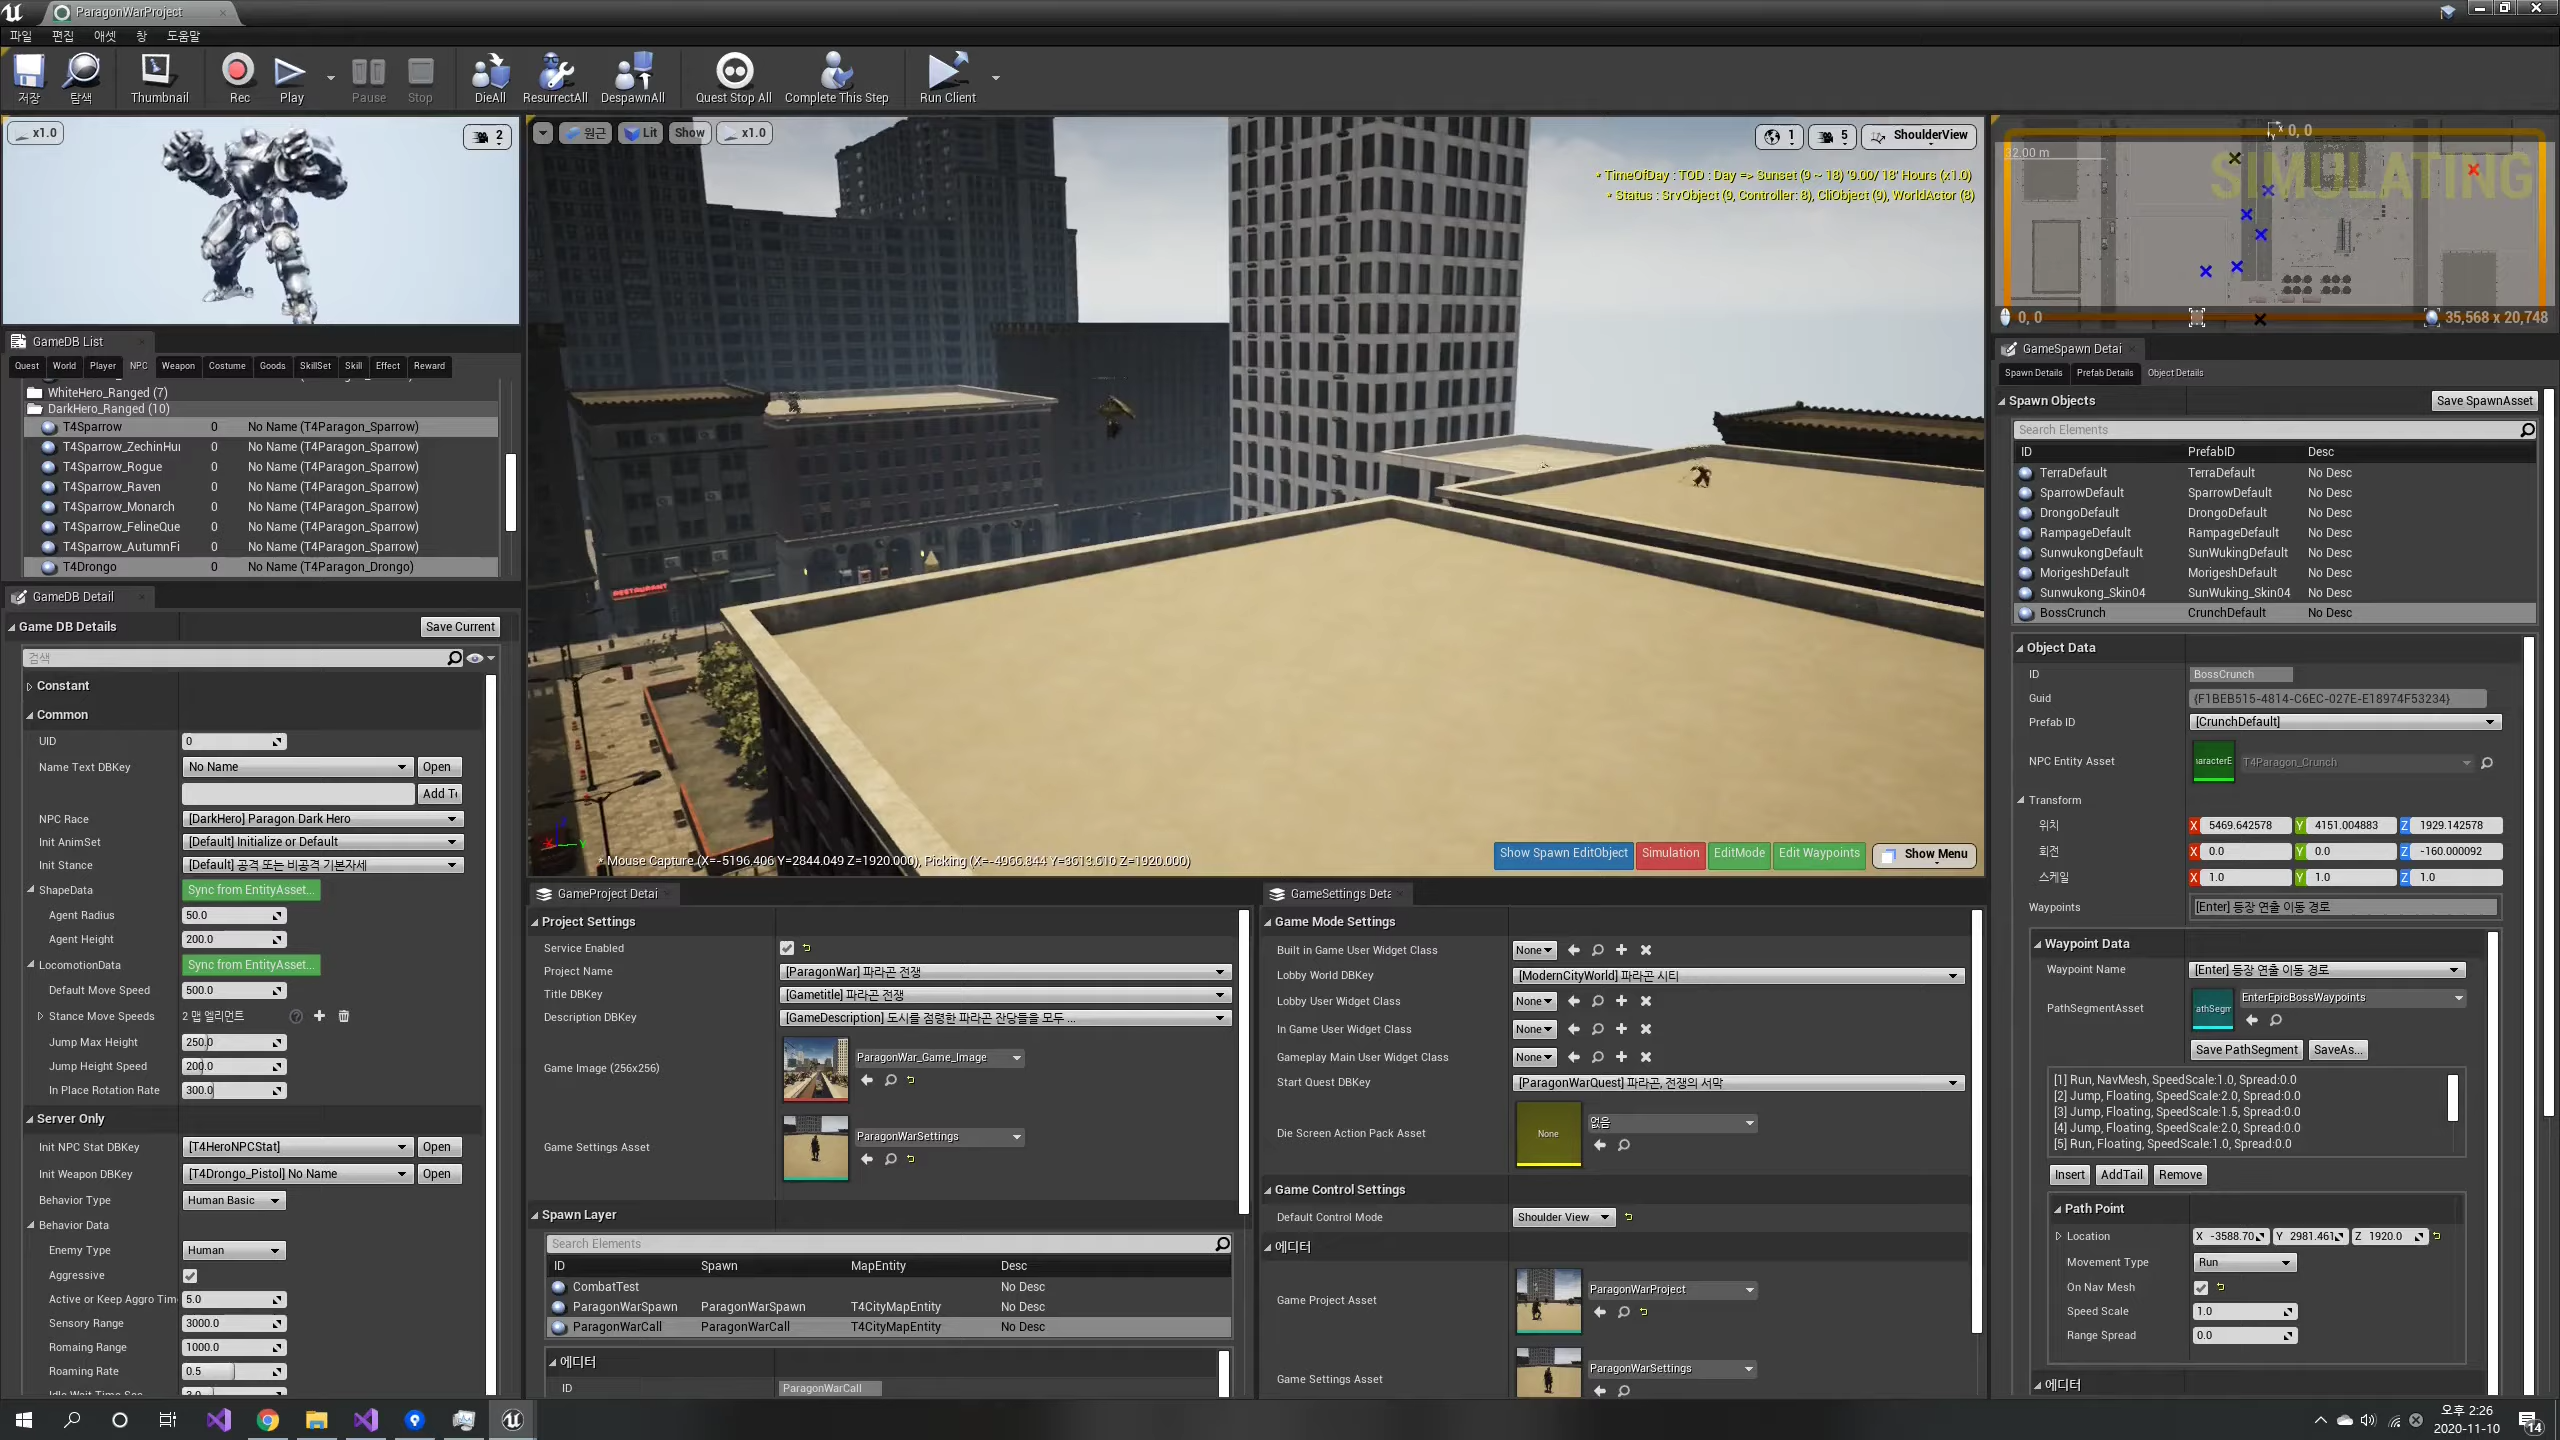 ParagonWarProject
파일 편집 애셋 창 도움말
저장 탐색 Thumbnail Rec Play Pause Stop DieAll ResurrectAll DespawnAll Quest Stop All Complete This Step Run Client
x1.0 2
원근 Lit Show x1.0 1 5 ShoulderView
* TimeOfDay : TOD : Day => Sunset (9 ~ 18) '9.00/ 18' Hours (x1.0)
* Status : SrvObject (9, Controller: 8), CliObject (9), WorldActor (8)
RESTAURANT
* Mouse Capture (X=-5196.406 Y=2844.049 Z=1920.000), Picking (X=-4966.844 Y=3613.610 Z=1920.000)
Show Spawn EditObject Simulation EditMode Edit Waypoints Show Menu
0, 0
32.00 m
SIMULATING
0, 0 35,568 x 20,748
GameDB List
Quest World Player NPC Weapon Costume Goods SkillSet Skill Effect Reward
WhiteHero_Ranged (7)
DarkHero_Ranged (10)
T4Sparrow 0 No Name (T4Paragon_Sparrow)
T4Sparrow_ZechinHui 0 No Name (T4Paragon_Sparrow)
T4Sparrow_Rogue 0 No Name (T4Paragon_Sparrow)
T4Sparrow_Raven 0 No Name (T4Paragon_Sparrow)
T4Sparrow_Monarch 0 No Name (T4Paragon_Sparrow)
T4Sparrow_FelineQue 0 No Name (T4Paragon_Sparrow)
T4Sparrow_AutumnFi 0 No Name (T4Paragon_Sparrow)
T4Drongo 0 No Name (T4Paragon_Drongo)
GameDB Detail
Game DB Details Save Current
검색
Constant
Common
UID 0
Name Text DBKey No Name Open
Add T
NPC Race [DarkHero] Paragon Dark Hero
Init AnimSet [Default] Initialize or Default
Init Stance [Default] 공격 또는 비공격 기본자세
ShapeData Sync from EntityAsset...
Agent Radius 50.0
Agent Height 200.0
LocomotionData Sync from EntityAsset...
Default Move Speed 500.0
Stance Move Speeds 2 맵 엘리먼트
Jump Max Height 250.0
Jump Height Speed 200.0
In Place Rotation Rate 300.0
Server Only
Init NPC Stat DBKey [T4HeroNPCStat] Open
Init Weapon DBKey [T4Drongo_Pistol] No Name Open
Behavior Type Human Basic
Behavior Data
Enemy Type Human
Aggressive
Active or Keep Aggro Tim 5.0
Sensory Range 3000.0
Romaing Range 1000.0
Roaming Rate 0.5
GameProject Detai
Project Settings
Service Enabled
Project Name [ParagonWar] 파라곤 전쟁
Title DBKey [Gametitle] 파라곤 전쟁
Description DBKey [GameDescription] 도시를 점령한 파라곤 잔당들을 모두 ...
Game Image (256x256) ParagonWar_Game_Image
Game Settings Asset ParagonWarSettings
Spawn Layer
Search Elements
ID Spawn MapEntity Desc
CombatTest No Desc
ParagonWarSpawn ParagonWarSpawn T4CityMapEntity No Desc
ParagonWarCall ParagonWarCall T4CityMapEntity No Desc
에디터
ID ParagonWarCall
GameSettings Deta
Game Mode Settings
Built in Game User Widget Class None
Lobby World DBKey [ModernCityWorld] 파라곤 시티
Lobby User Widget Class None
In Game User Widget Class None
Gameplay Main User Widget Class None
Start Quest DBKey [ParagonWarQuest] 파라곤, 전쟁의 서막
Die Screen Action Pack Asset None 없음
Game Control Settings
Default Control Mode Shoulder View
에디터
Game Project Asset ParagonWarProject
Game Settings Asset ParagonWarSettings
GameSpawn Detai
Spawn Details Prefab Details Object Details
Spawn Objects Save SpawnAsset
Search Elements
ID PrefabID Desc
TerraDefault TerraDefault No Desc
SparrowDefault SparrowDefault No Desc
DrongoDefault DrongoDefault No Desc
RampageDefault RampageDefault No Desc
SunwukongDefault SunWukingDefault No Desc
MorigeshDefault MorigeshDefault No Desc
Sunwukong_Skin04 SunWuking_Skin04 No Desc
BossCrunch CrunchDefault No Desc
Object Data
ID BossCrunch
Guid {F1BEB515-4814-C6EC-027E-E18974F53234}
Prefab ID [CrunchDefault]
NPC Entity Asset aracterE T4Paragon_Crunch
Transform
위치 X 5469.642578 Y 4151.004883 Z 1929.142578
회전 X 0.0 Y 0.0 Z -160.000092
스케일 X 1.0 Y 1.0 Z 1.0
Waypoints [Enter] 등장 연출 이동 경로
Waypoint Data
Waypoint Name [Enter] 등장 연출 이동 경로
PathSegmentAsset athSegm EnterEpicBossWaypoints
Save PathSegment SaveAs...
[1] Run, NavMesh, SpeedScale:1.0, Spread:0.0
[2] Jump, Floating, SpeedScale:2.0, Spread:0.0
[3] Jump, Floating, SpeedScale:1.5, Spread:0.0
[4] Jump, Floating, SpeedScale:2.0, Spread:0.0
[5] Run, Floating, SpeedScale:1.0, Spread:0.0
Insert AddTail Remove
Path Point
Location X -3588.70 Y 2981.461 Z 1920.0
Movement Type Run
On Nav Mesh
Speed Scale 1.0
Range Spread 0.0
에디터
오후 2:26
2020-11-10
14